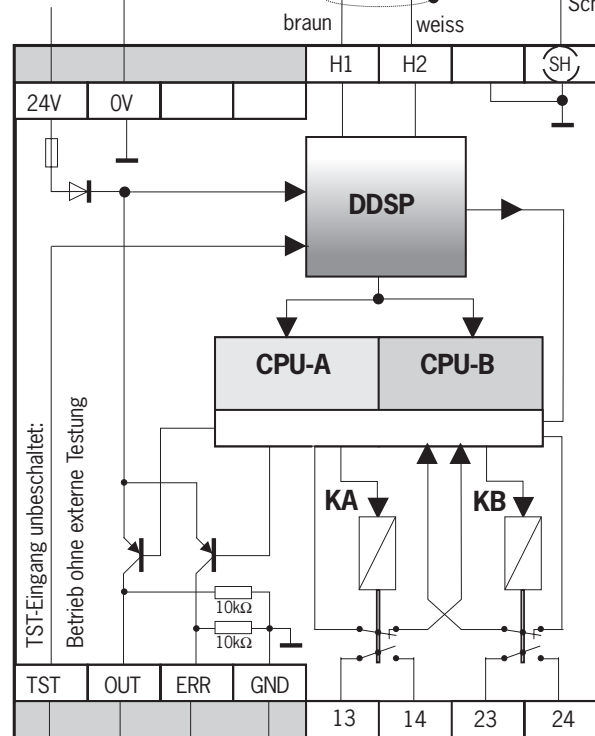 Sch
braun
weiss
H1
H2
SH
24V
0V
DDSP
CPU-A
CPU-B
TST-Eingang unbeschaltet:
Betrieb ohne externe Testung
KA
KB
10kΩ
10kΩ
TST
OUT
ERR
GND
13
14
23
24